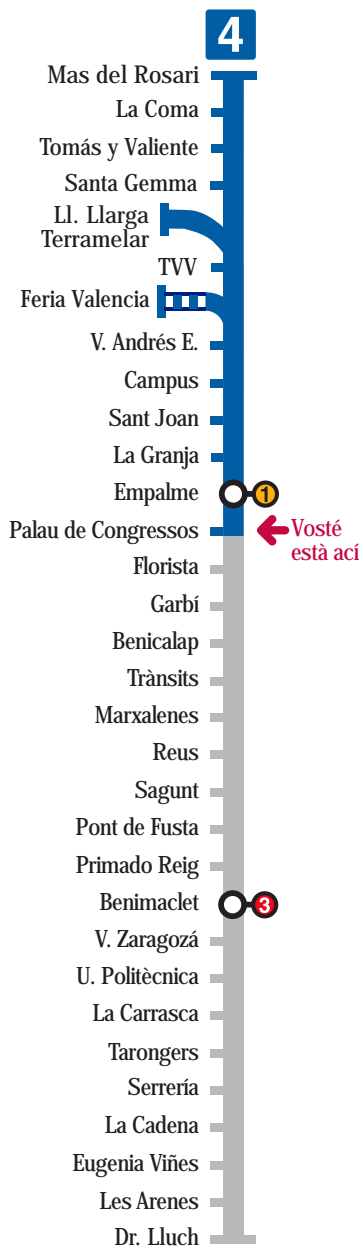 4
Mas del Rosari
La Coma
Tomás y Valiente
Santa Gemma
Ll. Llarga
Terramelar
TVV
Feria Valencia
V. Andrés E.
Campus
Sant Joan
La Granja
Empalme
1
Palau de Congressos
Vosté
està ací
Florista
Garbí
Benicalap
Trànsits
Marxalenes
Reus
Sagunt
Pont de Fusta
Primado Reig
Benimaclet
3
V. Zaragozá
U. Politècnica
La Carrasca
Tarongers
Serrería
La Cadena
Eugenia Viñes
Les Arenes
Dr. Lluch